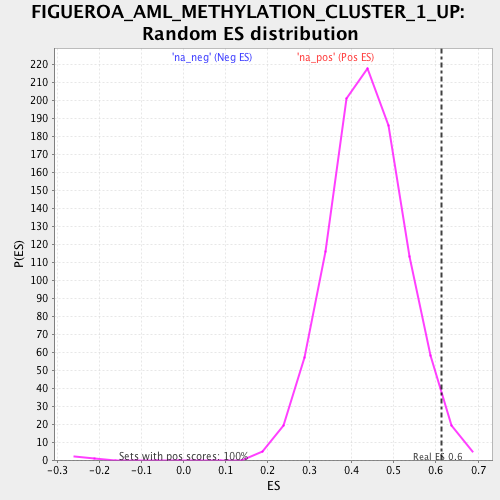 FIGUEROA_AML_METHYLATION_CLUSTER_1_UP:
Random ES distribution
'na_neg' (Neg ES) 'na_pos' (Pos ES)
220
210
200
190
180
170
160
150
140
130
120
110
100
90
80
70
60
50
40
30
20
10
0
P(ES)
Sets with pos scores: 100%
Real ES 0.6
-0.3 -0.2 -0.1 0.0 0.1 0.2 0.3 0.4 0.5 0.6 0.7
ES